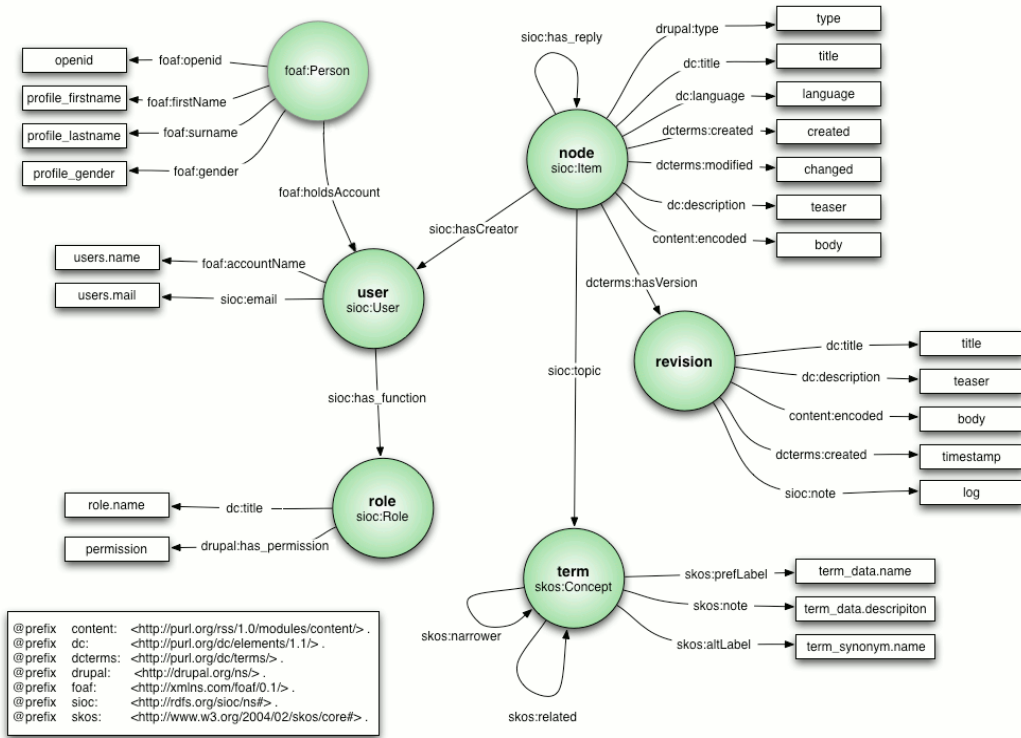 openid
foaf:openid
profile_firstname
foaf:firstName
profile_lastname
foaf:surname
profile_gender
foaf:gender
foaf:Person
foaf:holdsAccount
sioc:has_reply
node
sioc:Item
drupal:type
type
dc:title
title
dc:language
language
dcterms:created
created
dcterms:modified
changed
dc:description
teaser
content:encoded
body
sioc:hasCreator
dcterms:hasVersion
users.name
foaf:accountName
users.mail
sioc:email
user
sioc:User
sioc:has_function
sioc:topic
revision
dc:title
title
dc:description
teaser
content:encoded
body
dcterms:created
timestamp
sioc:note
log
role.name
dc:title
permission
drupal:has_permission
role
sioc:Role
term
skos:Concept
skos:prefLabel
term_data.name
skos:note
term_data.descripiton
skos:altLabel
term_synonym.name
skos:narrower
skos:related
@prefix content: <http://purl.org/rss/1.0/modules/content/> .
@prefix dc: <http://purl.org/dc/elements/1.1/> .
@prefix dcterms: <http://purl.org/dc/terms/> .
@prefix drupal: <http://drupal.org/ns/> .
@prefix foaf: <http://xmlns.com/foaf/0.1/> .
@prefix sioc: <http://rdfs.org/sioc/ns#> .
@prefix skos: <http://www.w3.org/2004/02/skos/core#> .